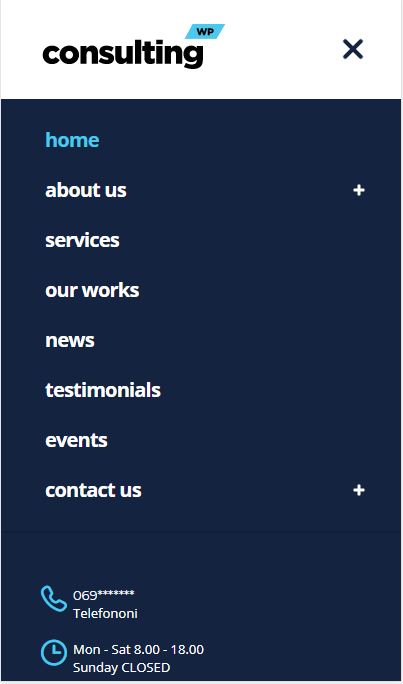 WP
consulting
home
about us
services
our works
news
testimonials
events
contact us
069*******
Telefononi
Mon - Sat 8.00 - 18.00
Sunday CLOSED